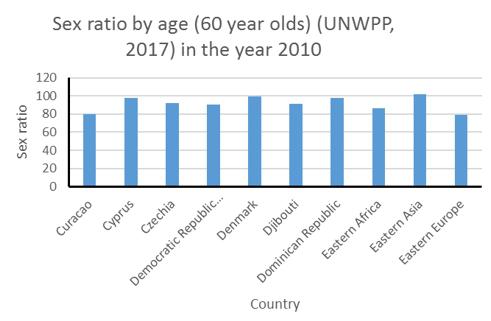 Sex ratio by age (60 year olds) (UNWPP,
2017) in the year 2010
120
100
80
60
40
20
0
Sex ratio
Curacao
Cyprus
Czechia
Democratic Republic...
Denmark
Djibouti
Dominican Republic
Eastern Africa
Eastern Asia
Eastern Europe
Country